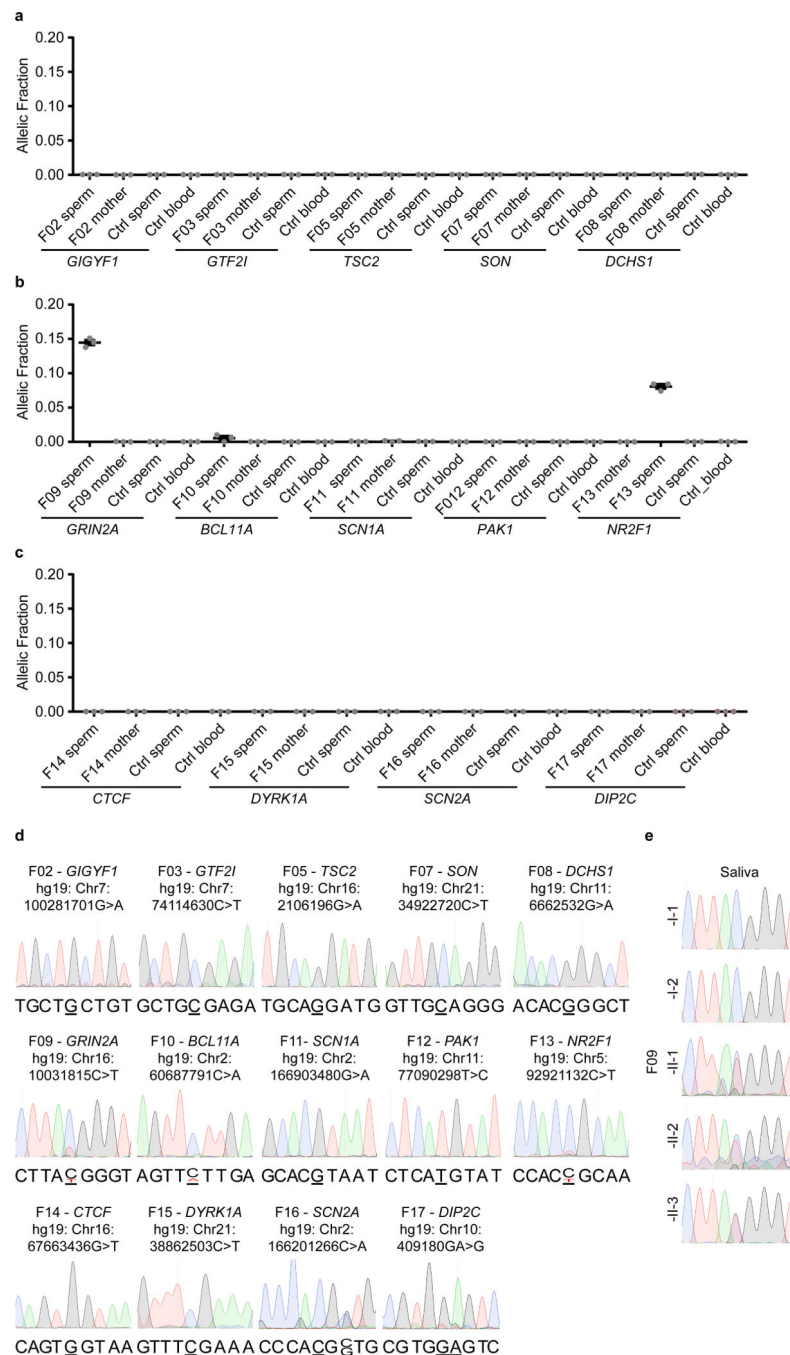 a
0.20
0.15
0.10
0.05
0.00
Allelic Fraction
F02 sperm
F02 mother
Ctrl sperm
Ctrl blood
F03 sperm
F03 mother
Ctrl sperm
Ctrl blood
F05 sperm
F05 mother
Ctrl sperm
Ctrl blood
F07 sperm
F07 mother
Ctrl sperm
Ctrl blood
F08 sperm
F08 mother
Ctrl sperm
Ctrl blood
GIGYF1 GTF2I TSC2 SON DCHS1
b
0.20
0.15
0.10
0.05
0.00
Allelic Fraction
F09 sperm
F09 mother
Ctrl sperm
Ctrl blood
F10 sperm
F10 mother
Ctrl sperm
Ctrl blood
F11 sperm
F11 mother
Ctrl sperm
Ctrl blood
F012 sperm
F12 mother
Ctrl sperm
Ctrl blood
F13 mother
F13 sperm
Ctrl sperm
Ctrl_blood
GRIN2A BCL11A SCN1A PAK1 NR2F1
c
0.20
0.15
0.10
0.05
0.00
Allelic Fraction
F14 sperm
F14 mother
Ctrl sperm
Ctrl blood
F15 sperm
F15 mother
Ctrl sperm
Ctrl blood
F16 sperm
F16 mother
Ctrl sperm
Ctrl blood
F17 sperm
F17 mother
Ctrl sperm
Ctrl blood
CTCF DYRK1A SCN2A DIP2C
d
F02 - GIGYF1 F03 - GTF2I F05 - TSC2 F07 - SON F08 - DCHS1
hg19: Chr7: hg19: Chr7: hg19: Chr16: hg19: Chr21: hg19: Chr11:
100281701G>A 74114630C>T 2106196G>A 34922720C>T 6662532G>A
TGCTGCTGT GCTGCGAGA TGCAGGATG GTTGCAGGG ACACGGGCT
F09 - GRIN2A F10 - BCL11A F11- SCN1A F12 - PAK1 F13 - NR2F1
hg19: Chr16: hg19: Chr2: hg19: Chr2: hg19: Chr11: hg19: Chr5:
10031815C>T 60687791C>A 166903480G>A 77090298T>C 92921132C>T
CTTACGGGT AGTTCTTGA GCACGTAAT CTCATGTAT CCACCGCAA
F14 - CTCF F15 - DYRK1A F16 - SCN2A F17 - DIP2C
hg19: Chr16: hg19: Chr21: hg19: Chr2: hg19: Chr10:
67663436G>T 38862503C>T 166201266C>A 409180GA>G
CAGTGGTAA GTTTCGAAA CCCACGCGTG CGTGGAGTC
e
Saliva
F09
-I-1
-I-2
-II-1
-II-2
-II-3